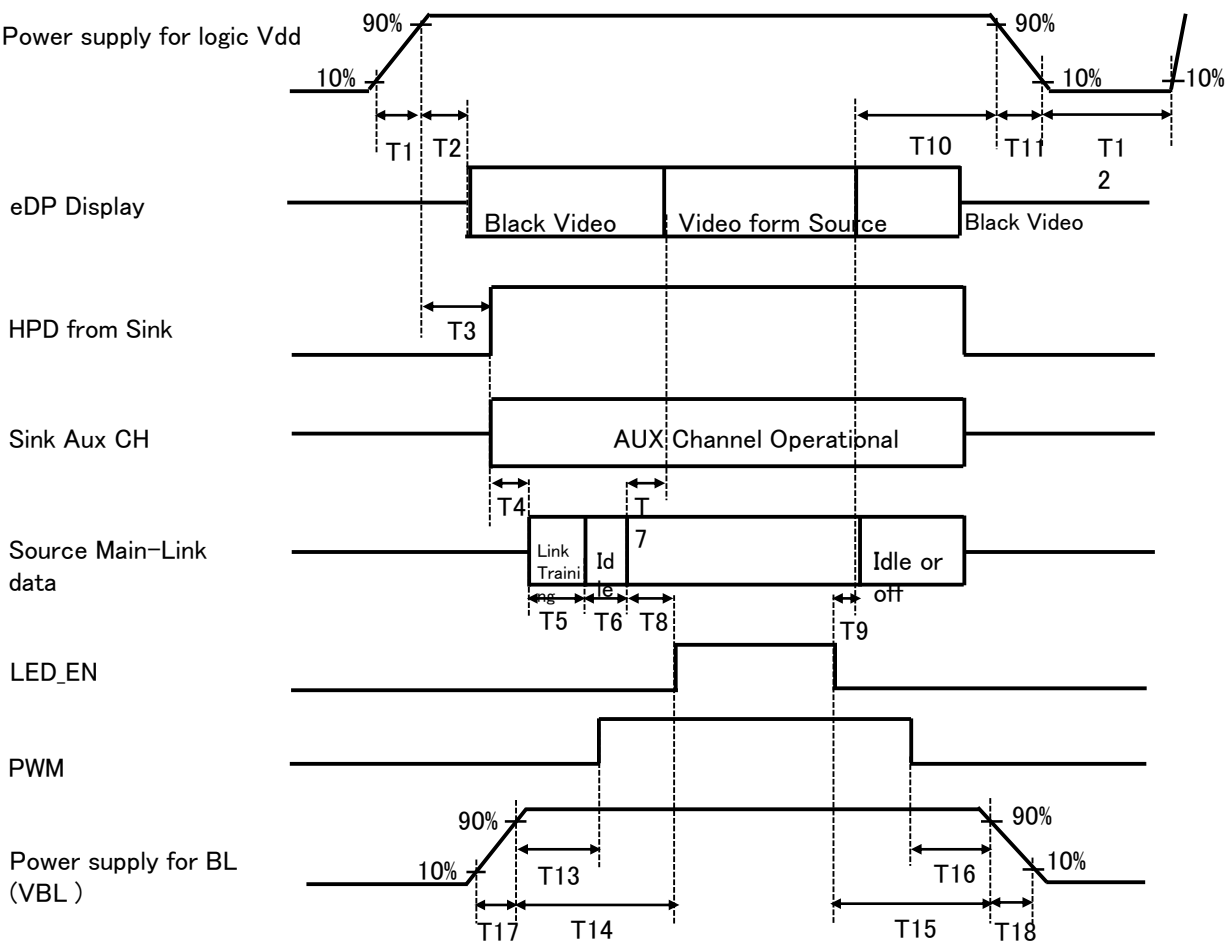 Power supply for logic Vdd
90%
90%
10%
10%
10%
T1
T2
T10
T11
T1
2
eDP Display
Black Video
Video form Source
Black Video
HPD from Sink
T3
Sink Aux CH
AUX Channel Operational
T4
T
7
Source Main-Link
data
Link
Traini
ng
Id
le
Idle or
off
T5
T6
T8
T9
LED_EN
PWM
90%
90%
Power supply for BL
(VBL )
10%
10%
T13
T16
T17
T14
T15
T18